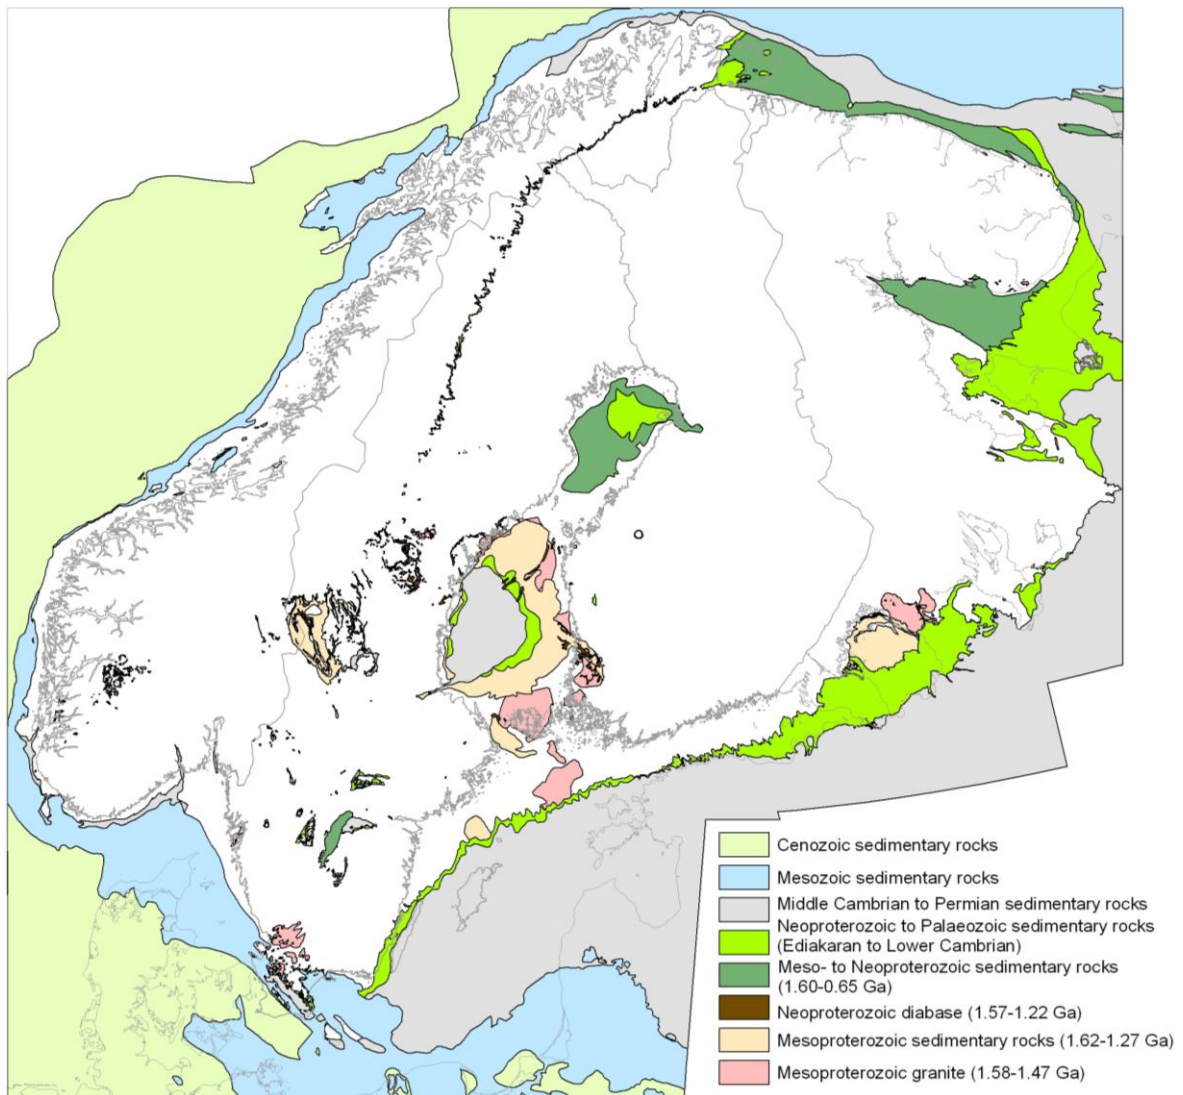 Cenozoic sedimentary rocks
Mesozoic sedimentary rocks
Middle Cambrian to Permian sedimentary rocks
Neoproterozoic to Palaeozoic sedimentary rocks
(Ediakaran to Lower Cambrian)
Meso- to Neoproterozoic sedimentary rocks
(1.60-0.65 Ga)
Neoproterozoic diabase (1.57-1.22 Ga)
Mesoproterozoic sedimentary rocks (1.62-1.27 Ga)
Mesoproterozoic granite (1.58-1.47 Ga)